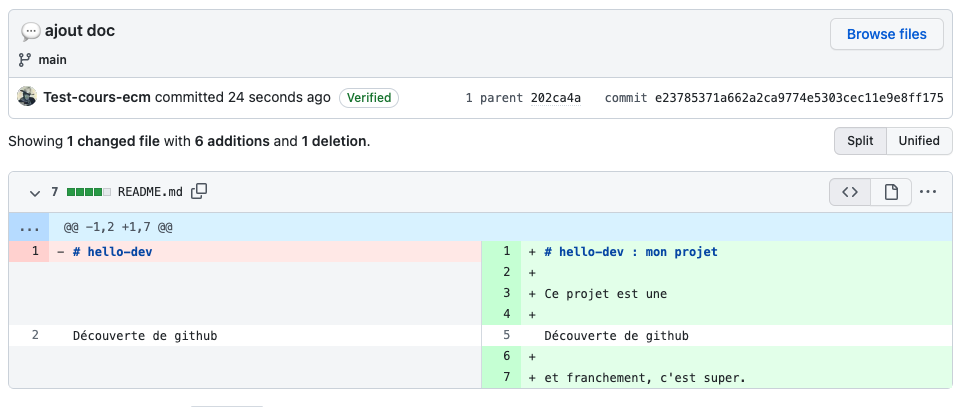 ajout doc
Browse files
main
Test-cours-ecm committed 24 seconds ago Verified 1 parent 202ca4a commit e23785371a662a2ca9774e5303cec11e9e8ff175
Showing 1 changed file with 6 additions and 1 deletion.
Split Unified
7 README.md
... @@ -1,2 +1,7 @@
1 - # hello-dev 1 + # hello-dev : mon projet
2 +
3 + Ce projet est une
4 +
2 Découverte de github 5 Découverte de github
6 +
7 + et franchement, c'est super.